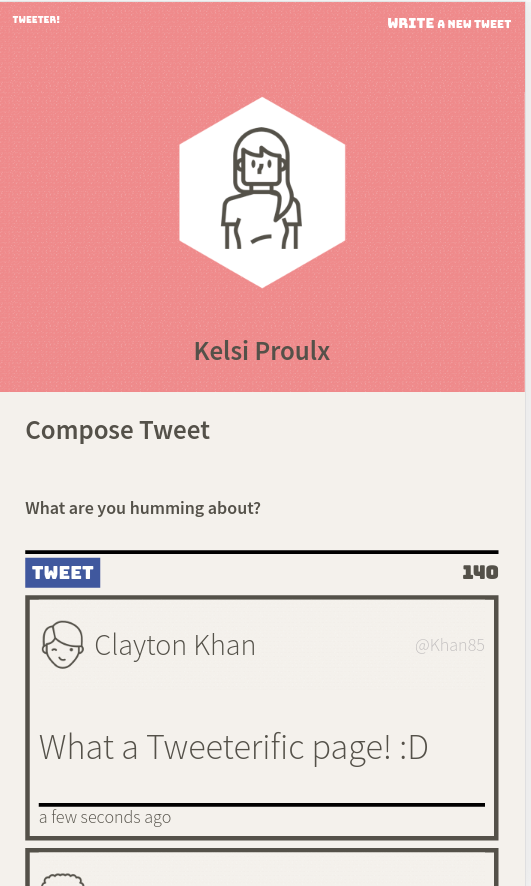 TWEETER!
WRITE A NEW TWEET
Kelsi Proulx
Compose Tweet
What are you humming about?
TWEET
140
Clayton Khan
@Khan85
What a Tweeterific page! :D
a few seconds ago